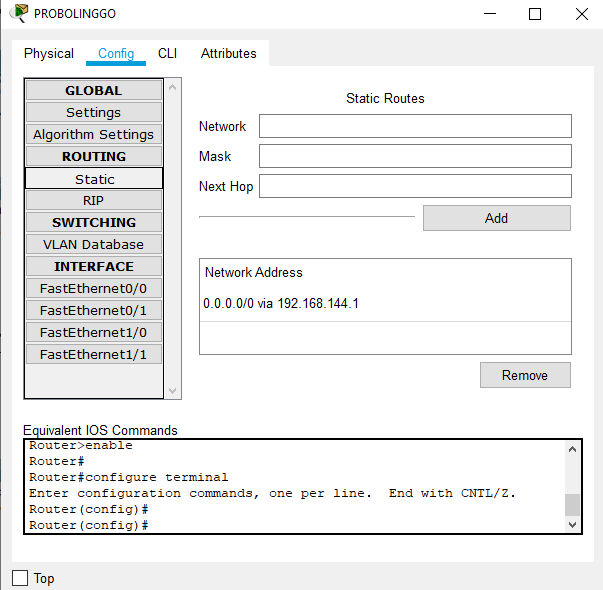 PROBOLINGGO
Physical Config CLI Attributes
GLOBAL
Settings
Algorithm Settings
ROUTING
Static
RIP
SWITCHING
VLAN Database
INTERFACE
FastEthernet0/0
FastEthernet0/1
FastEthernet1/0
FastEthernet1/1
Static Routes
Network
Mask
Next Hop
Add
Network Address
0.0.0.0/0 via 192.168.144.1
Remove
Equivalent IOS Commands
Router>enable
Router#
Router#configure terminal
Enter configuration commands, one per line. End with CNTL/Z.
Router(config)#
Router(config)#
Top